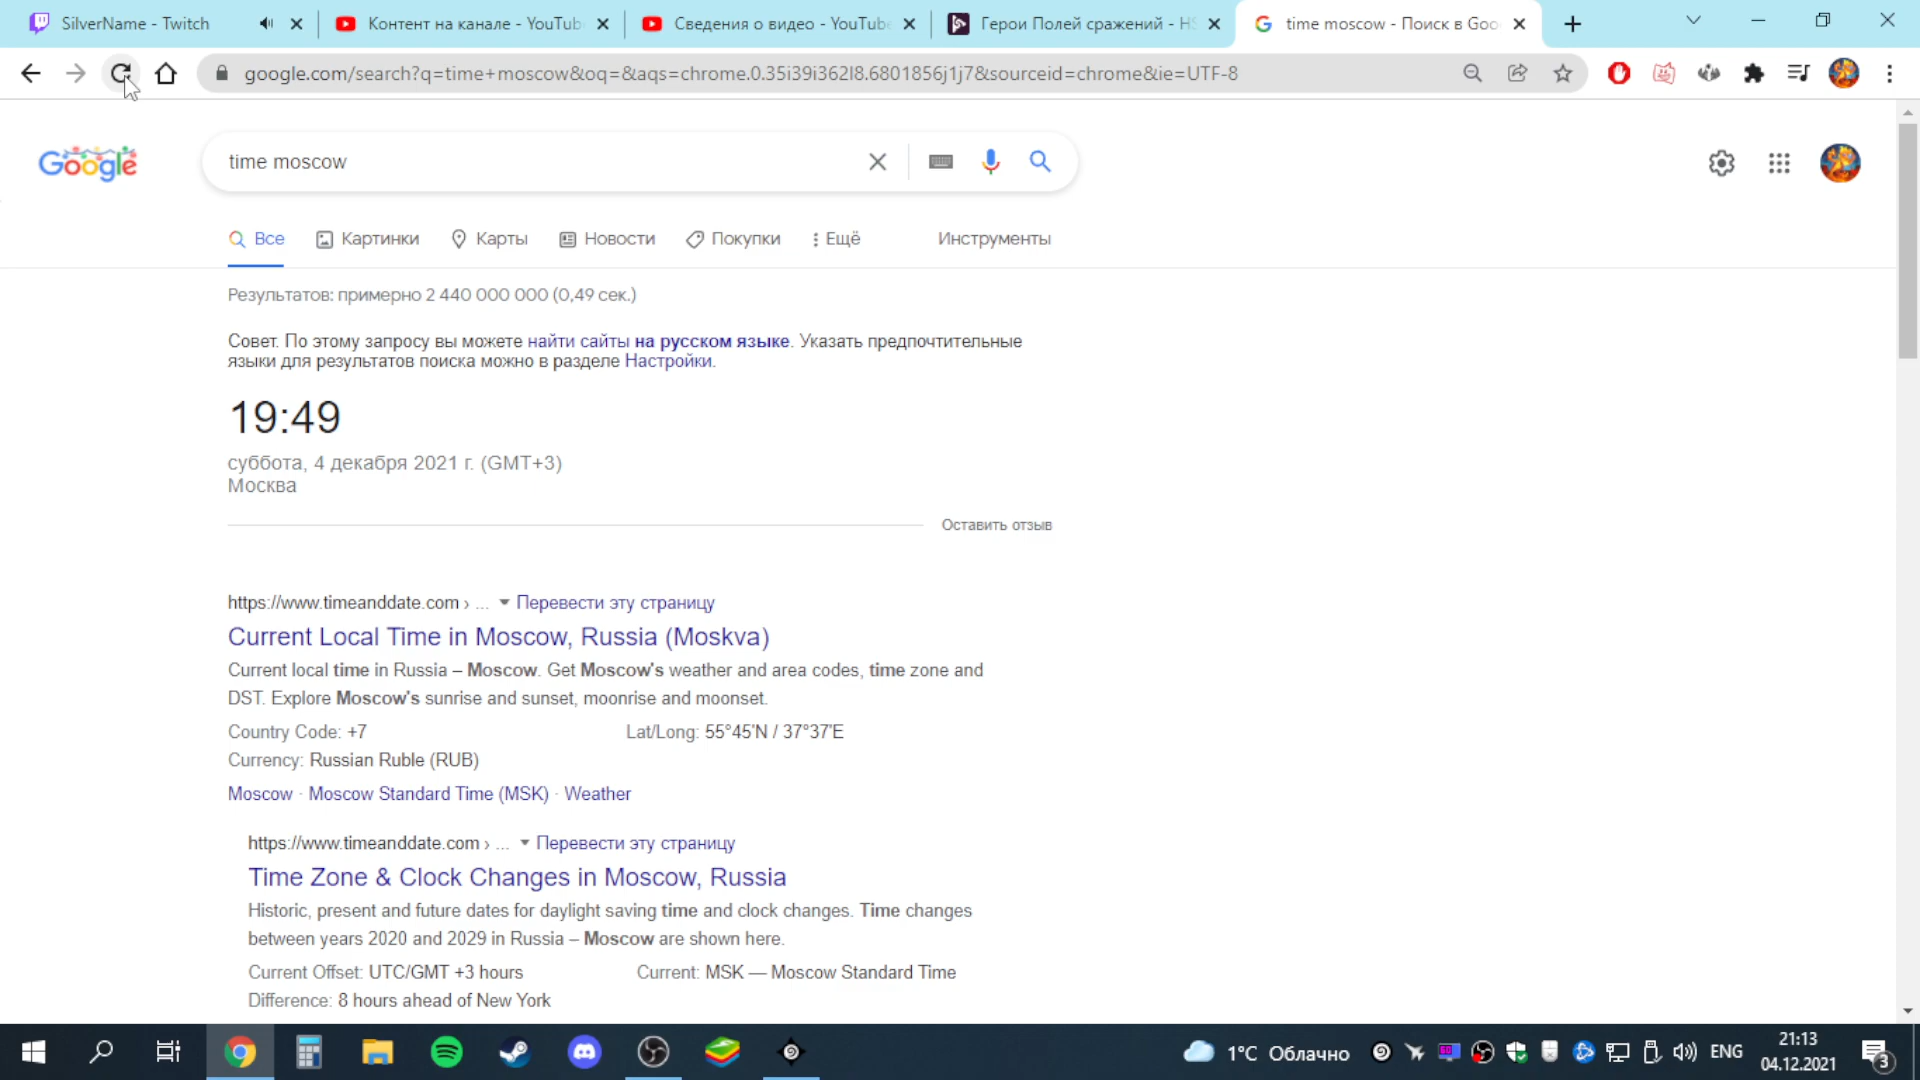 SilverName - Twitch
Контент на канале - YouTub
Сведения о видео - YouTube
Герои Полей сражений - HS
time moscow - Поиск в Goo
google.com/search?q=time+moscow&oq=&aqs=chrome.0.35i39i362l8.6801856j1j7&sourceid=chrome&ie=UTF-8
Google
time moscow
Все
Картинки
Карты
Новости
Покупки
Ещё
Инструменты
Результатов: примерно 2 440 000 000 (0,49 сек.)
Совет. По этому запросу вы можете найти сайты на русском языке. Указать предпочтительные
языки для результатов поиска можно в разделе Настройки.
19:49
суббота, 4 декабря 2021 г. (GMT+3)
Москва
Оставить отзыв
https://www.timeanddate.com › ... Перевести эту страницу
Current Local Time in Moscow, Russia (Moskva)
Current local time in Russia – Moscow. Get Moscow's weather and area codes, time zone and
DST. Explore Moscow's sunrise and sunset, moonrise and moonset.
Country Code: +7
Lat/Long: 55°45'N / 37°37'E
Currency: Russian Ruble (RUB)
Moscow · Moscow Standard Time (MSK) · Weather
https://www.timeanddate.com › ... Перевести эту страницу
Time Zone & Clock Changes in Moscow, Russia
Historic, present and future dates for daylight saving time and clock changes. Time changes
between years 2020 and 2029 in Russia – Moscow are shown here.
Current Offset: UTC/GMT +3 hours
Current: MSK — Moscow Standard Time
Difference: 8 hours ahead of New York
1°C Облачно
ENG
21:13
04.12.2021
3